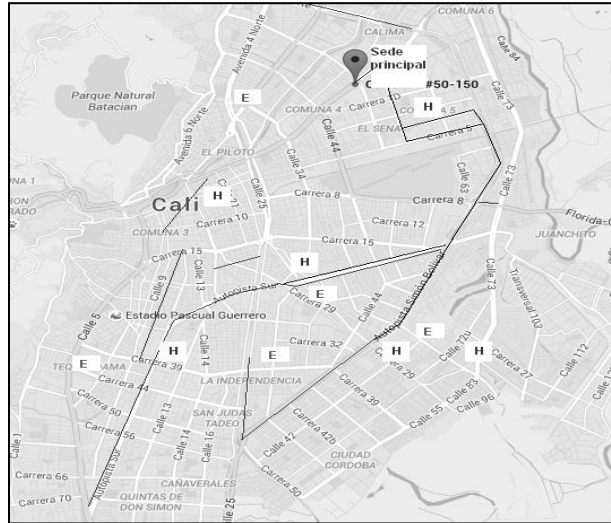 COMUNA 6
CALIMA
Calle 84
Sede
principal
Avenida 4 Norte
Parque Natural
Batacian
E
#50-150
Calle 73
COMUNA 4
H
EL SENA
Carrera 5
Avenida 6 Norte
Calle 44
EL PILOTO
Calle 34
UNA 1
H
Cali
Calle 25
Carrera 8
Calle 63
Calle 73
Carrera 8
Florida-C
COMUNA 3
Carrera 10
Carrera 12
JUANCHITO
Carrera 15
Carrera 15
H
Calle 9
Calle 13
Autopista Sur
Carrera 29
E
Calle 44
Autopista Simón Bolívar
Calle 73
Transversal 103
Calle 5
Estadio Pascual Guerrero
Calle 14
Carrera 32
E
Calle 72u
Calle 112
E
H
Carrera 39
E
LA INDEPENDENCIA
H
Carrera 29
H
Carrera 27
Carrera 44
Calle 83
Calle 96
Calle 55
Carrera 50
Calle 13
SAN JUDAS
TADEO
Carrera 39
Calle 1
Carrera 56
Calle 14
Calle 16
Calle 42
Carrera 42b
CIUDAD
CORDOBA
Carrera 66
CAÑAVERALES
Carrera 50
Carrera 70
Autopista Sur
QUINTAS DE
DON SIMON
Calle 25